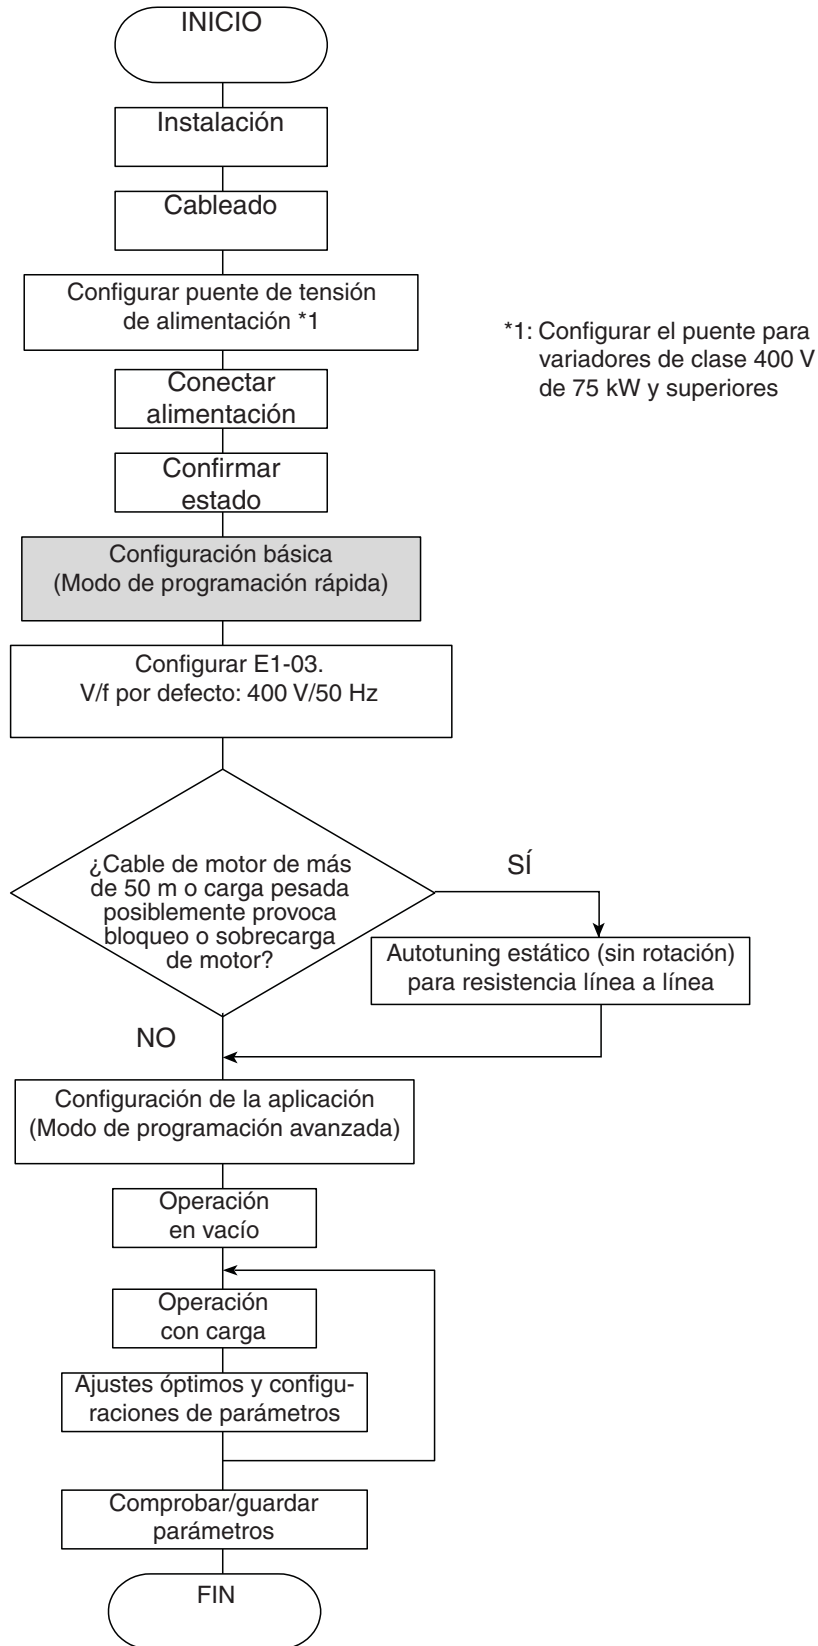 INICIO
Instalación
Cableado
Configurar puente de tensión
de alimentación *1
*1: Configurar el puente para
variadores de clase 400 V
de 75 kW y superiores
Conectar
alimentación
Confirmar
estado
Configuración básica
(Modo de programación rápida)
Configurar E1-03.
V/f por defecto: 400 V/50 Hz
¿Cable de motor de más
de 50 m o carga pesada
posiblemente provoca
bloqueo o sobrecarga
de motor?
SÍ
Autotuning estático (sin rotación)
para resistencia línea a línea
NO
Configuración de la aplicación
(Modo de programación avanzada)
Operación
en vacío
Operación
con carga
Ajustes óptimos y configu-
raciones de parámetros
Comprobar/guardar
parámetros
FIN